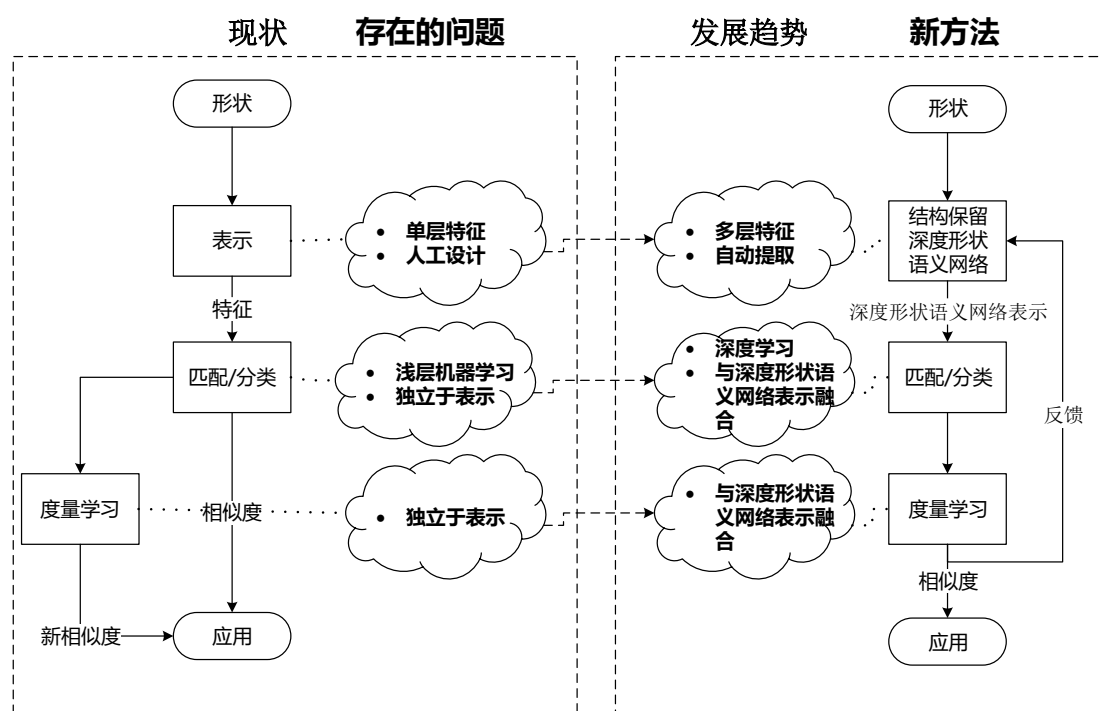 现状 存在的问题 发展趋势 新方法
形状
表示
特征
匹配/分类
度量学习
相似度
新相似度
应用
• 单层特征
• 人工设计
• 浅层机器学习
• 独立于表示
• 独立于表示
• 多层特征
• 自动提取
• 深度学习
• 与深度形状语
义网络表示融
合
• 与深度形状语
义网络表示融
合
形状
结构保留
深度形状
语义网络
深度形状语义网络表示
匹配/分类
反馈
度量学习
相似度
应用